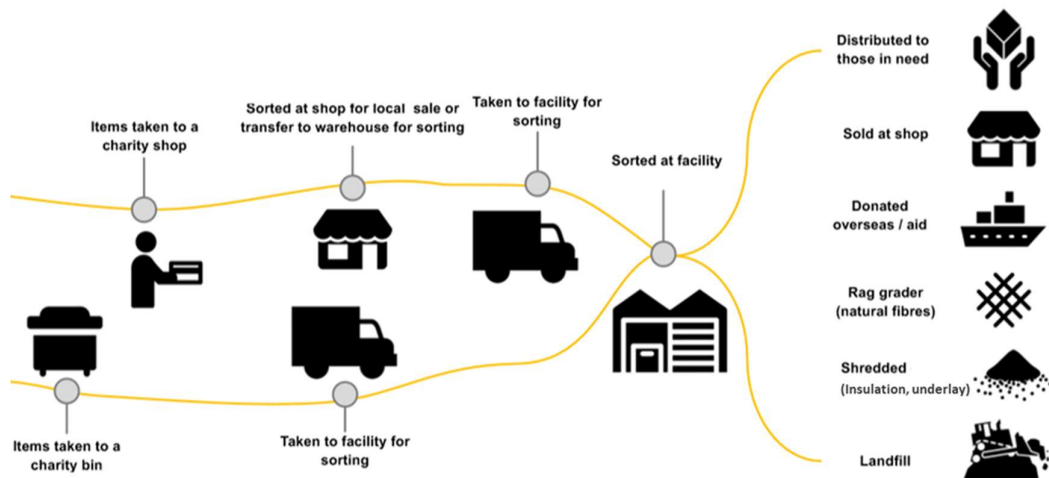 Items taken to a
charity shop
Sorted at shop for local sale or
transfer to warehouse for sorting
Taken to facility for
sorting
Sorted at facility
Items taken to a
charity bin
Taken to facility for
sorting
Distributed to
those in need
Sold at shop
Donated
overseas / aid
Rag grader
(natural fibres)
Shredded
(Insulation, underlay)
Landfill